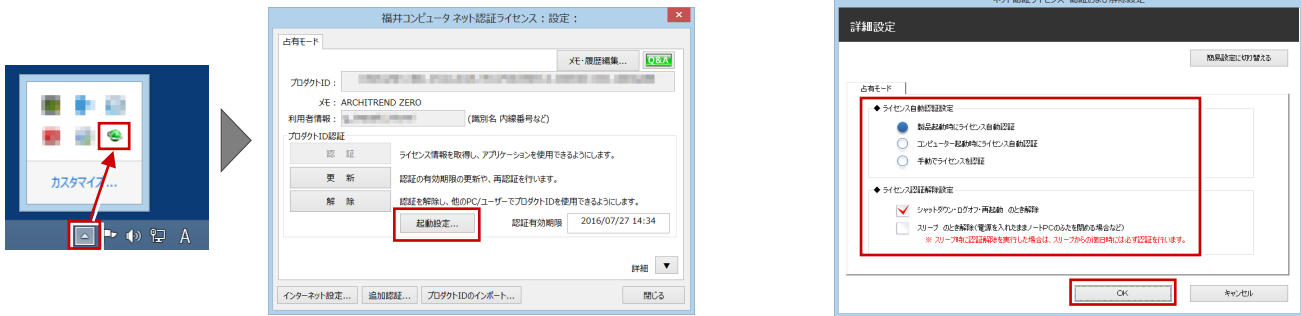 カスタマイズ...
A
福井コンピュータ ネット認証ライセンス：設定：
占有モード
メモ・履歴編集...
Q&A
プロダクトID：
メモ： ARCHITREND ZERO
利用者情報：
(識別名 内線番号など)
プロダクトID認証
認 証
ライセンス情報を取得し、アプリケーションを使用できるようにします。
更 新
認証の有効期限の更新や、再認証を行います。
解 除
認証を解除し、他のPC/ユーザーでプロダクトIDを使用できるようにします。
起動設定...
認証有効期限
2016/07/27 14:34
詳細
インターネット設定...
追加認証...
プロダクトIDのインポート...
閉じる
ネット認証ライセンス 認証および解除設定
詳細設定
簡易設定に切り替える
占有モード
◆ ライセンス自動認証設定
製品起動時にライセンス自動認証
コンピューター起動時にライセンス自動認証
手動でライセンスを認証
◆ ライセンス認証解除設定
シャットダウン・ログオフ・再起動 のとき解除
スリープ のとき解除(電源を入れたままノートPCのふたを閉める場合など)
※ スリープ時に認証解除を実行した場合は、スリープからの復旧時には必ず認証を行います。
OK
キャンセル